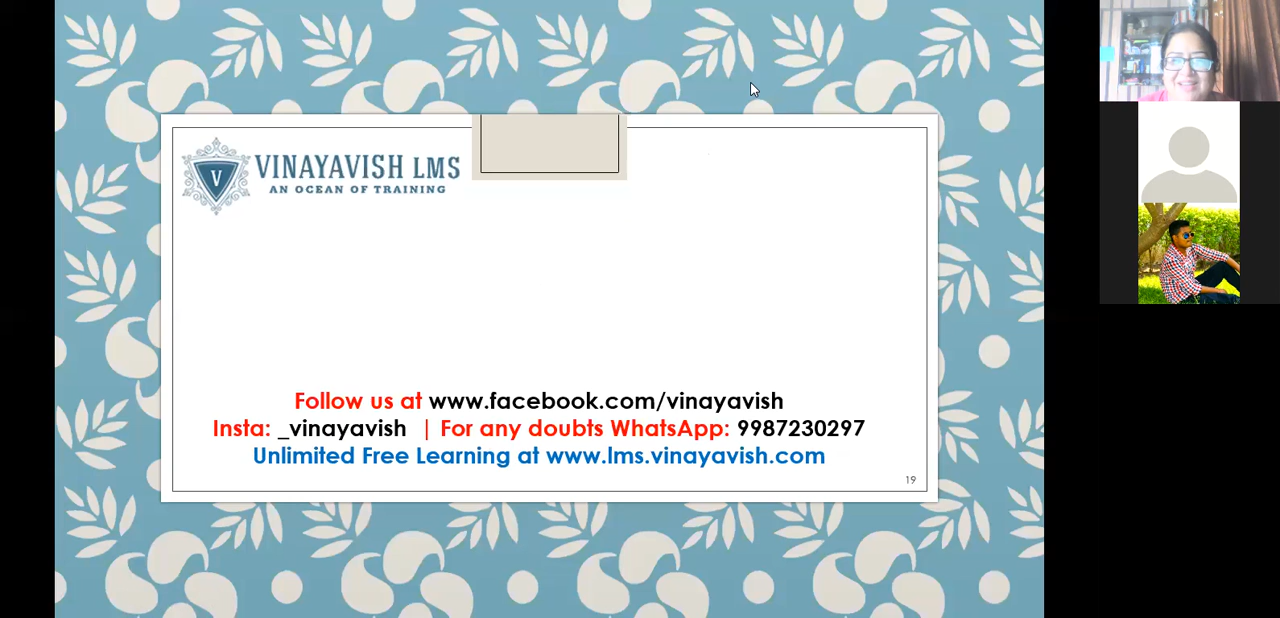 V
VINAYAVISH LMS
AN OCEAN OF TRAINING
Follow us at www.facebook.com/vinayavish
Insta: _vinayavish | For any doubts WhatsApp: 9987230297
Unlimited Free Learning at www.lms.vinayavish.com
19